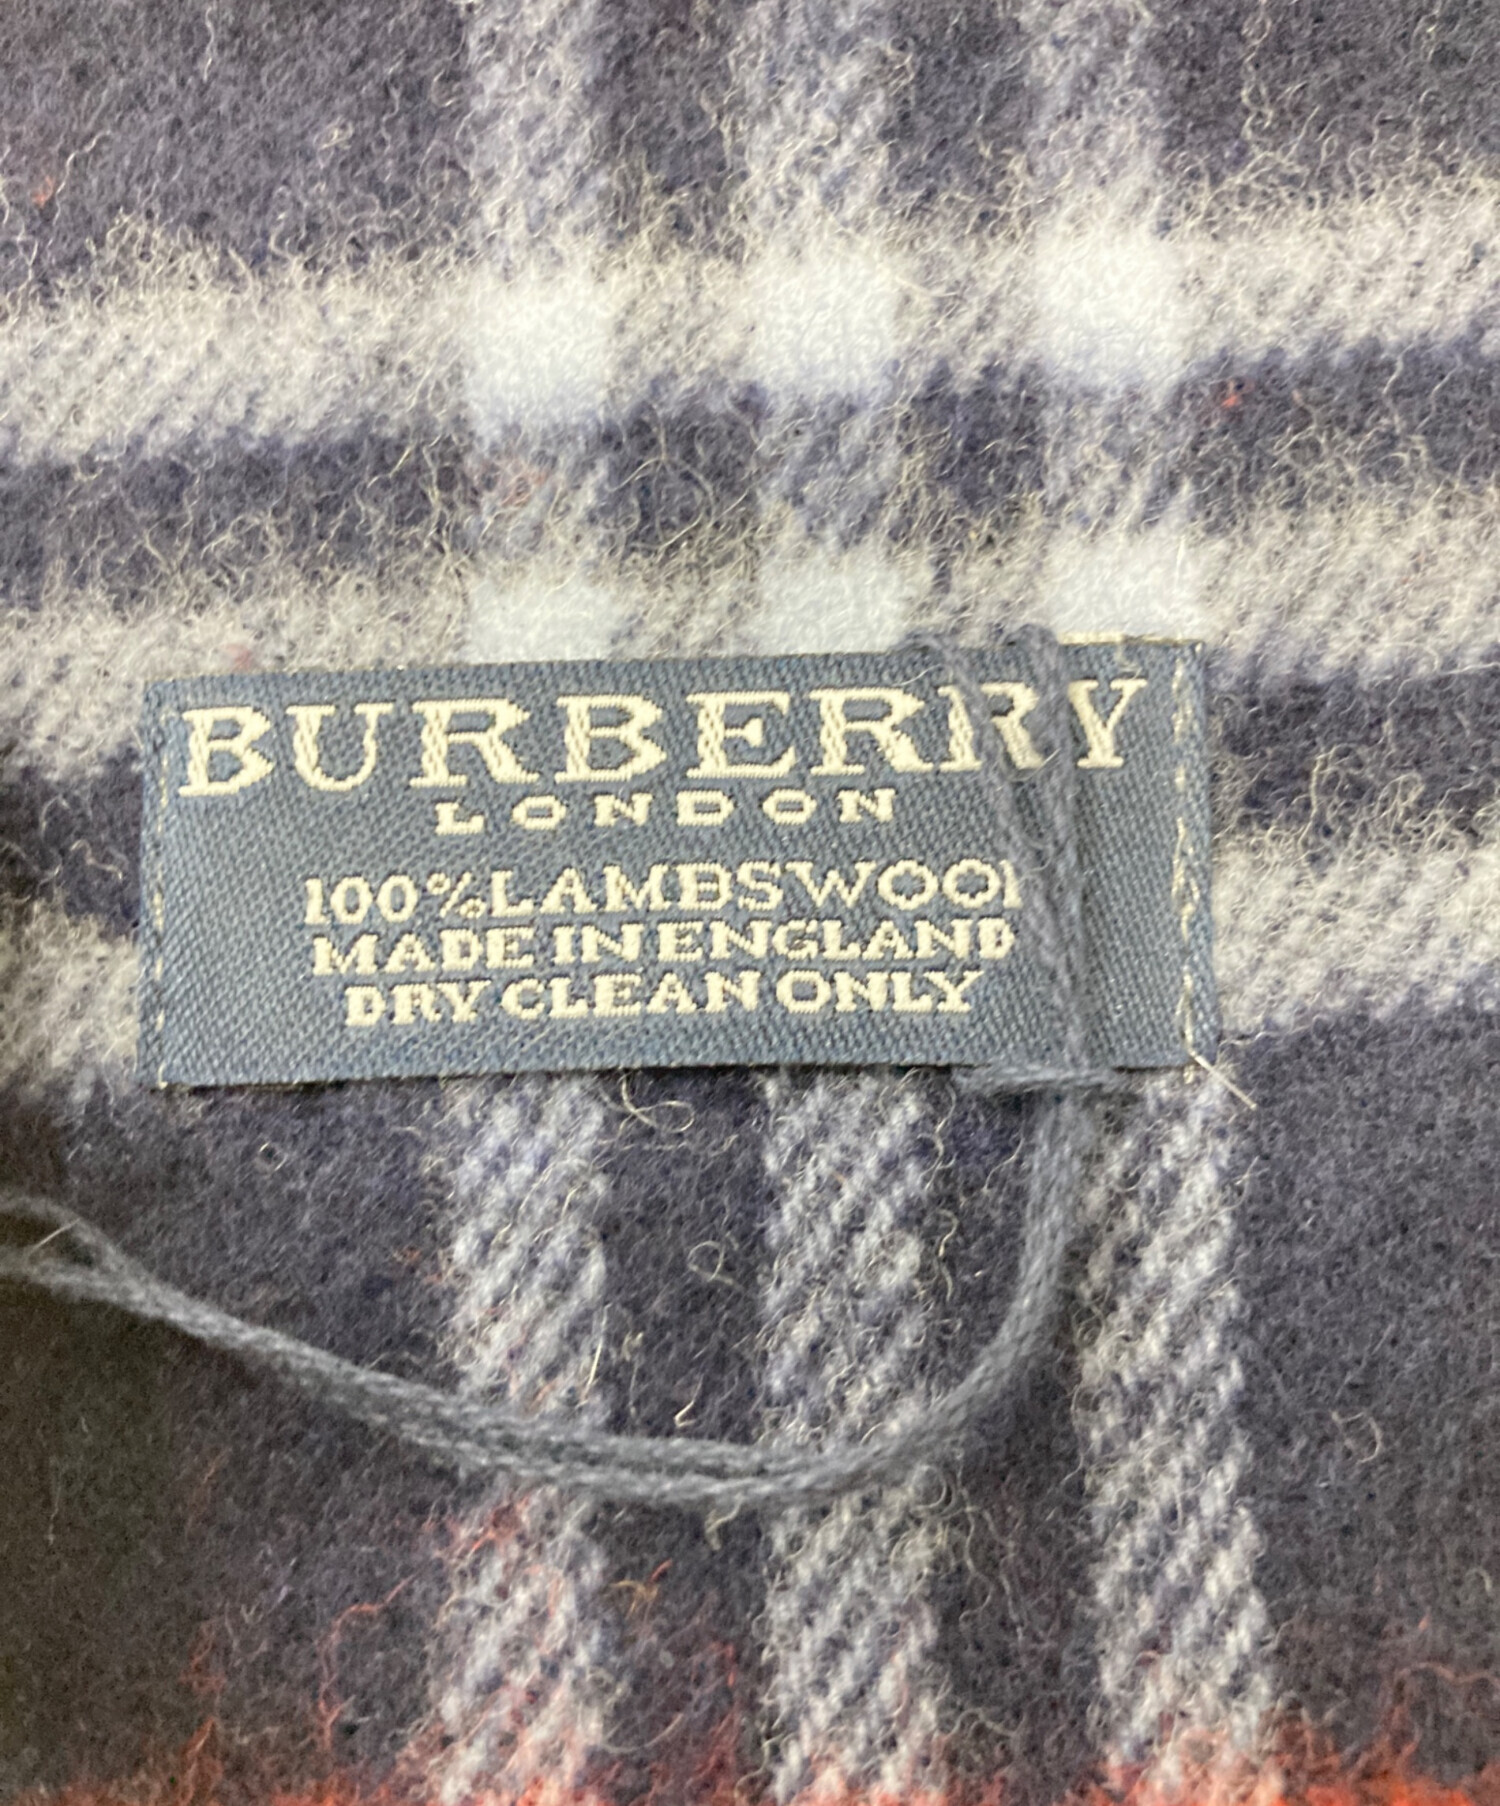 BURBERRY
LONDON
100% LAMBSWOOL
MADE IN ENGLAND
DRY CLEAN ONLY